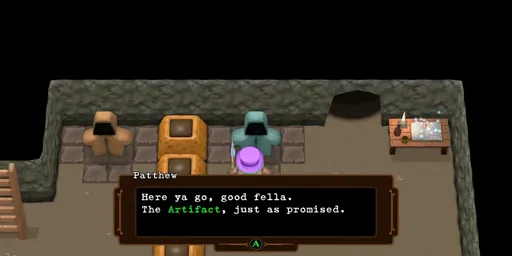 Patthew
Here ya go, good fella.
The Artifact, just as promised.
A